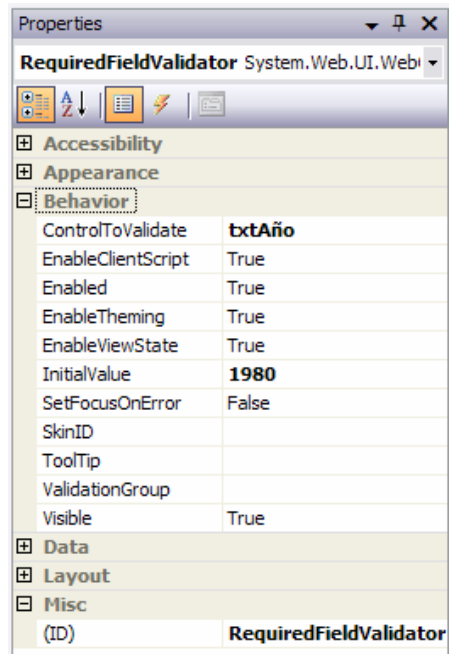 Properties
RequiredFieldValidator System.Web.UI.Web
Accessibility
Appearance
Behavior
ControlToValidate txtAño
EnableClientScript True
Enabled True
EnableTheming True
EnableViewState True
InitialValue 1980
SetFocusOnError False
SkinID
ToolTip
ValidationGroup
Visible True
Data
Layout
Misc
(ID) RequiredFieldValidator